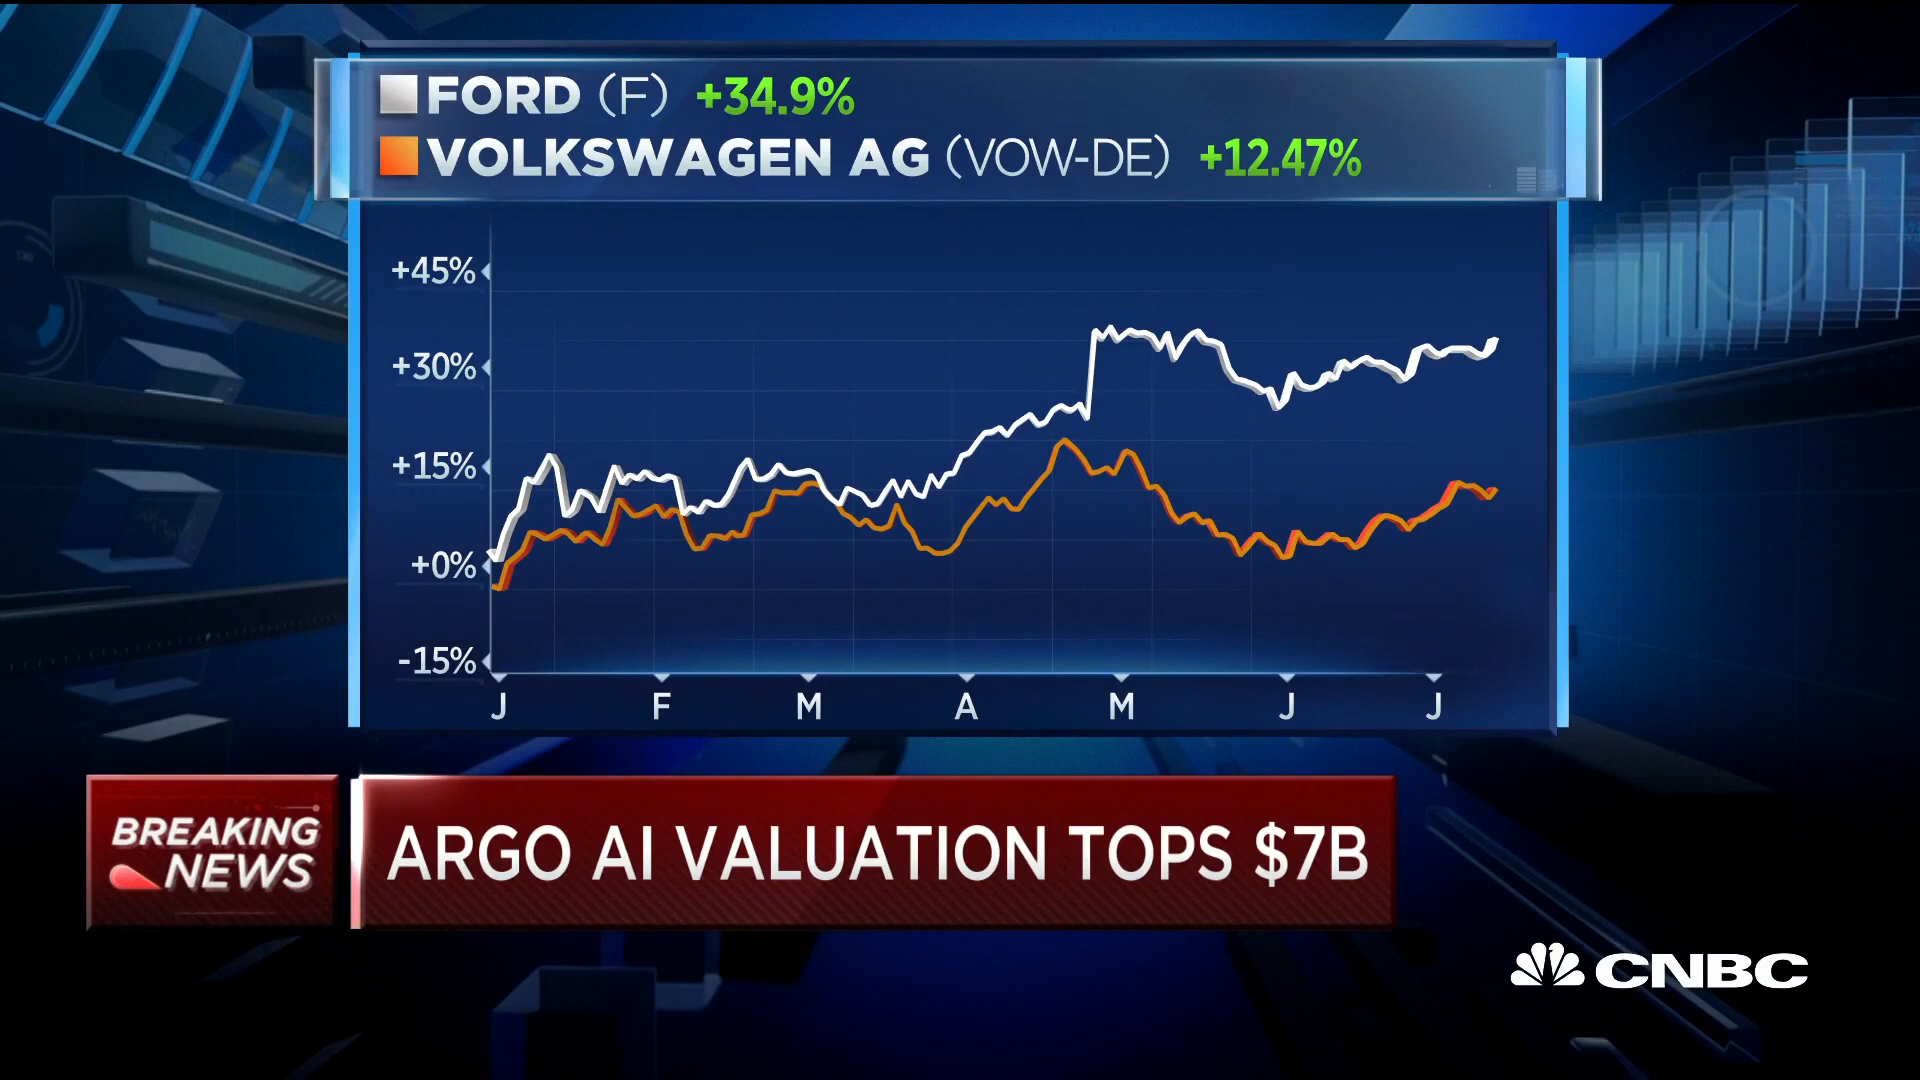 FORD (F) +34.9%
VOLKSWAGEN AG (VOW-DE) +12.47%
+45%
+30%
+15%
+0%
-15%
J F M A M J J
BREAKING
NEWS
ARGO AI VALUATION TOPS $7B
CNBC